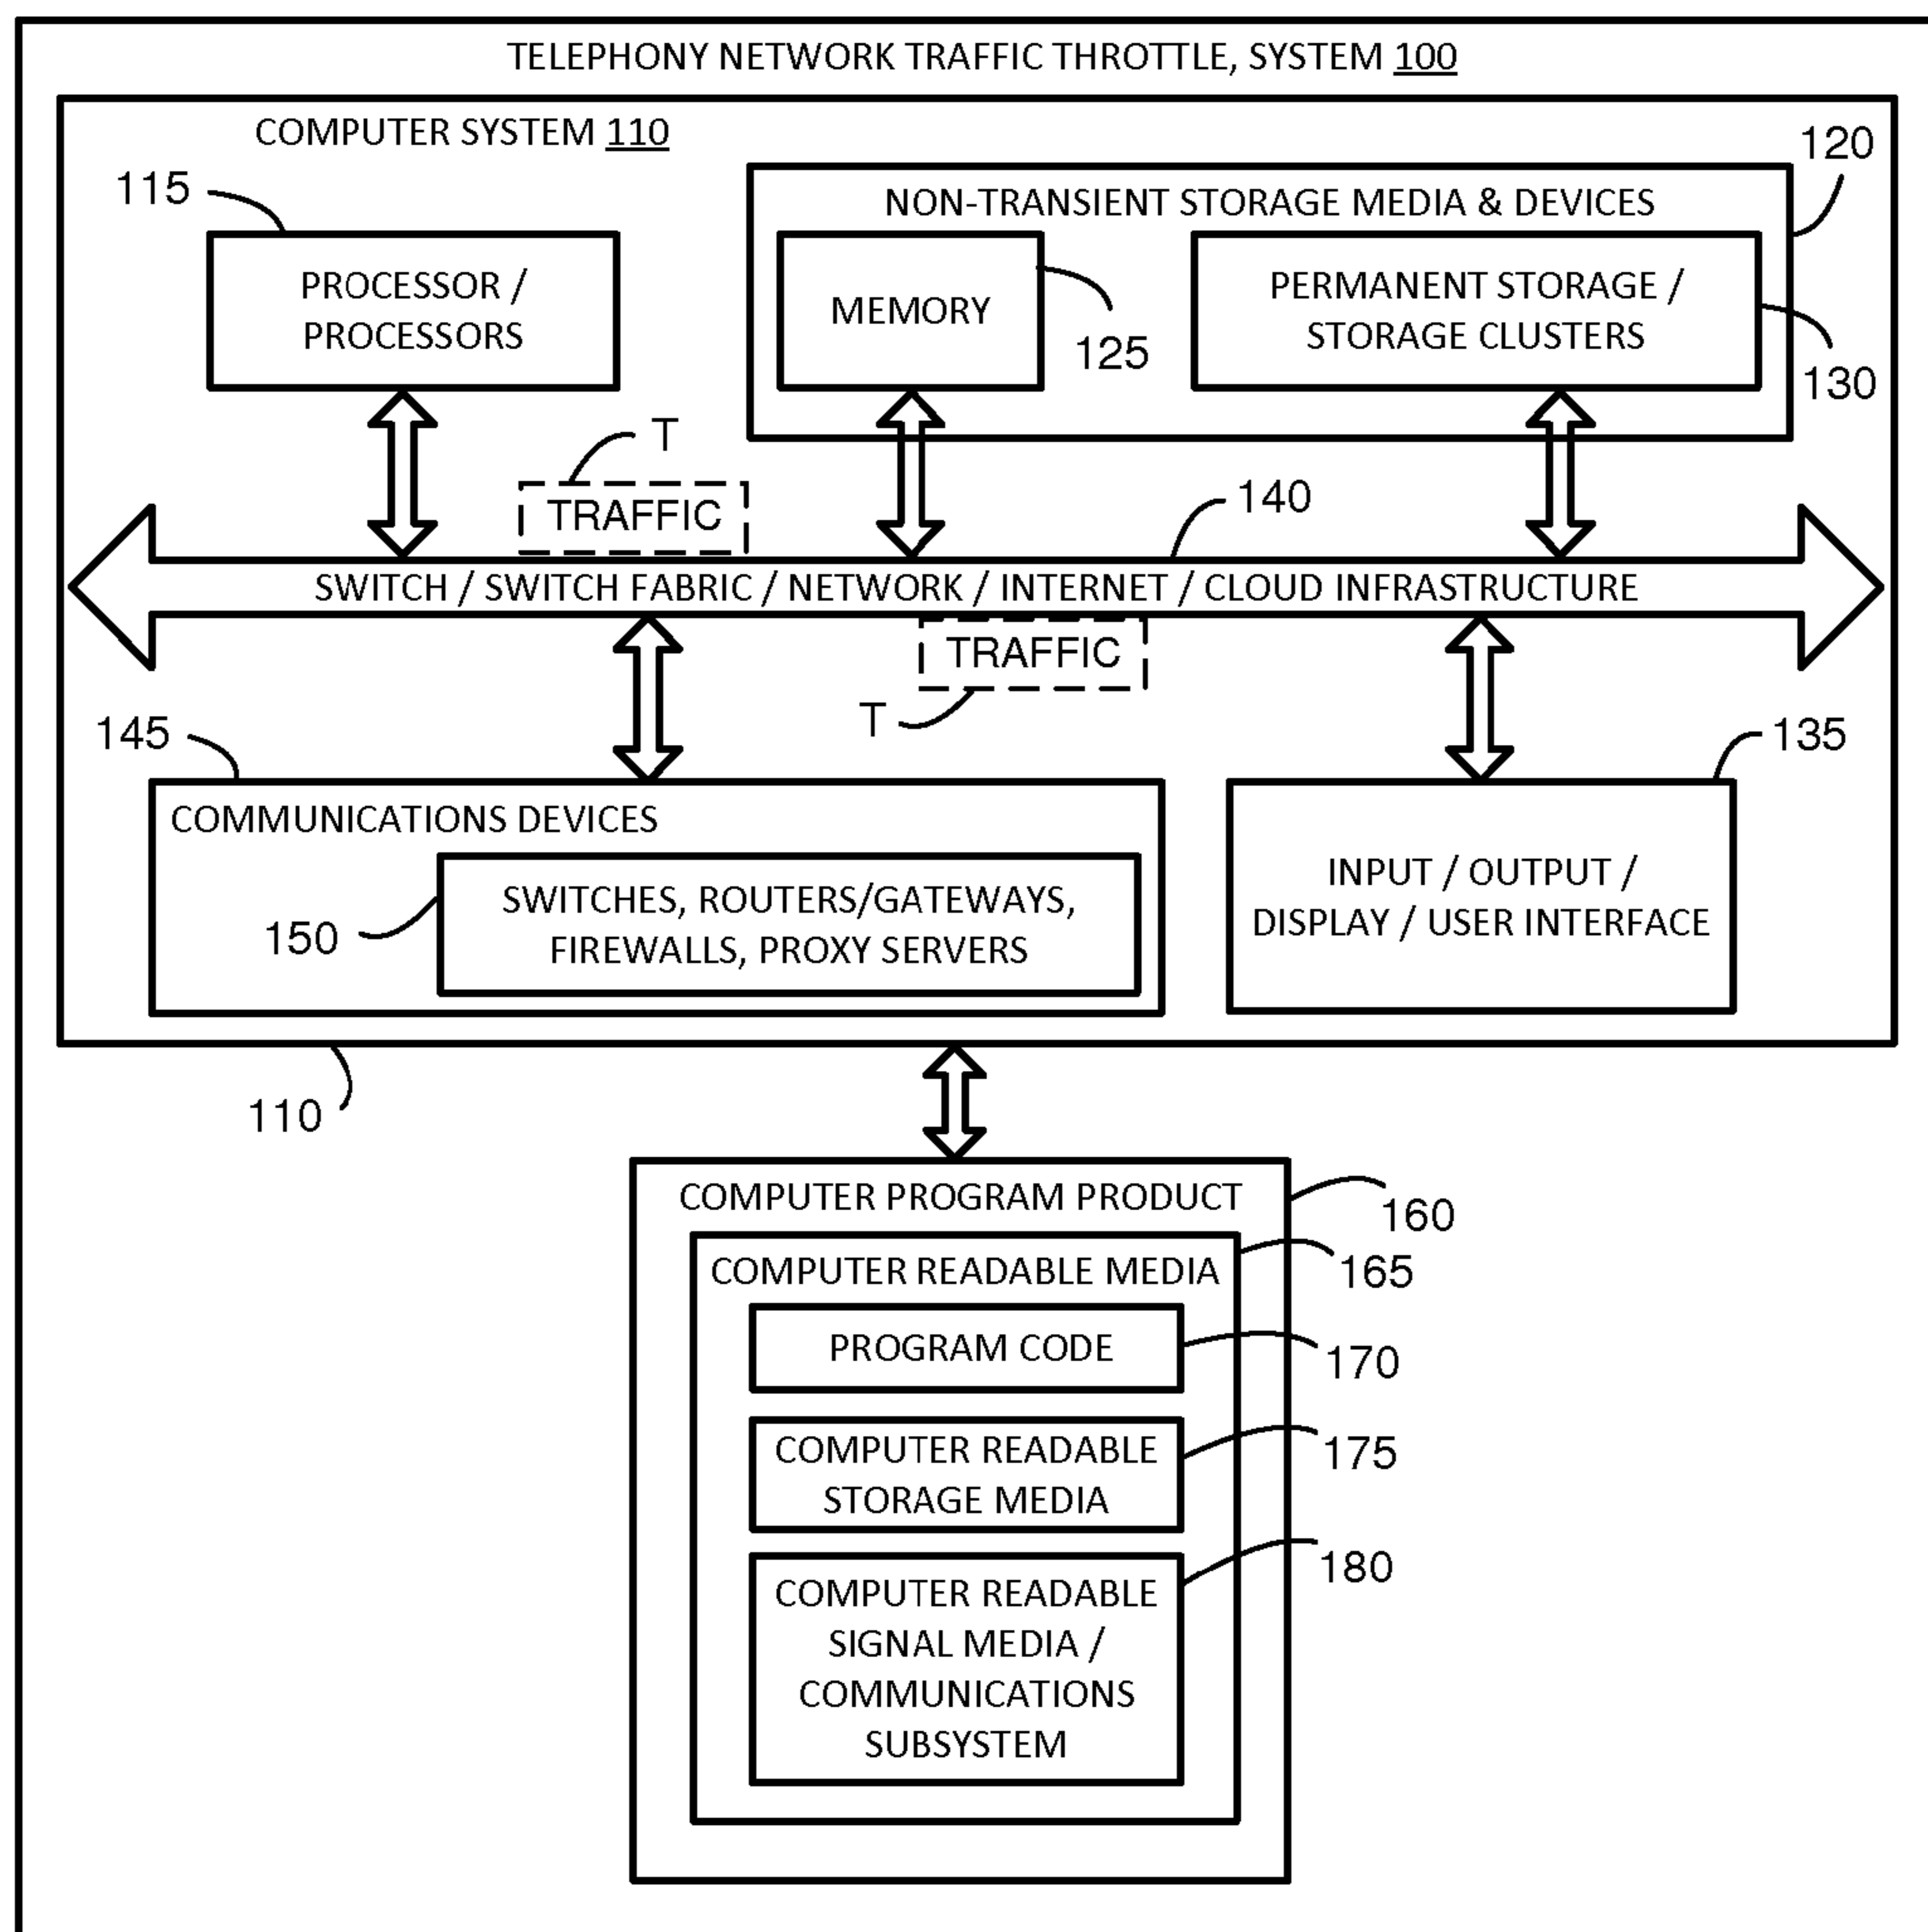 TELEPHONY NETWORK TRAFFIC THROTTLE, SYSTEM 100
COMPUTER SYSTEM 110
120
115
NON-TRANSIENT STORAGE MEDIA & DEVICES
PROCESSOR /
PROCESSORS
MEMORY
125
PERMANENT STORAGE /
STORAGE CLUSTERS
130
T
TRAFFIC
140
SWITCH / SWITCH FABRIC / NETWORK / INTERNET / CLOUD INFRASTRUCTURE
TRAFFIC
T
145
135
COMMUNICATIONS DEVICES
150
SWITCHES, ROUTERS/GATEWAYS,
FIREWALLS, PROXY SERVERS
INPUT / OUTPUT /
DISPLAY / USER INTERFACE
110
COMPUTER PROGRAM PRODUCT
160
COMPUTER READABLE MEDIA
165
PROGRAM CODE
170
COMPUTER READABLE
STORAGE MEDIA
175
COMPUTER READABLE
SIGNAL MEDIA /
COMMUNICATIONS
SUBSYSTEM
180